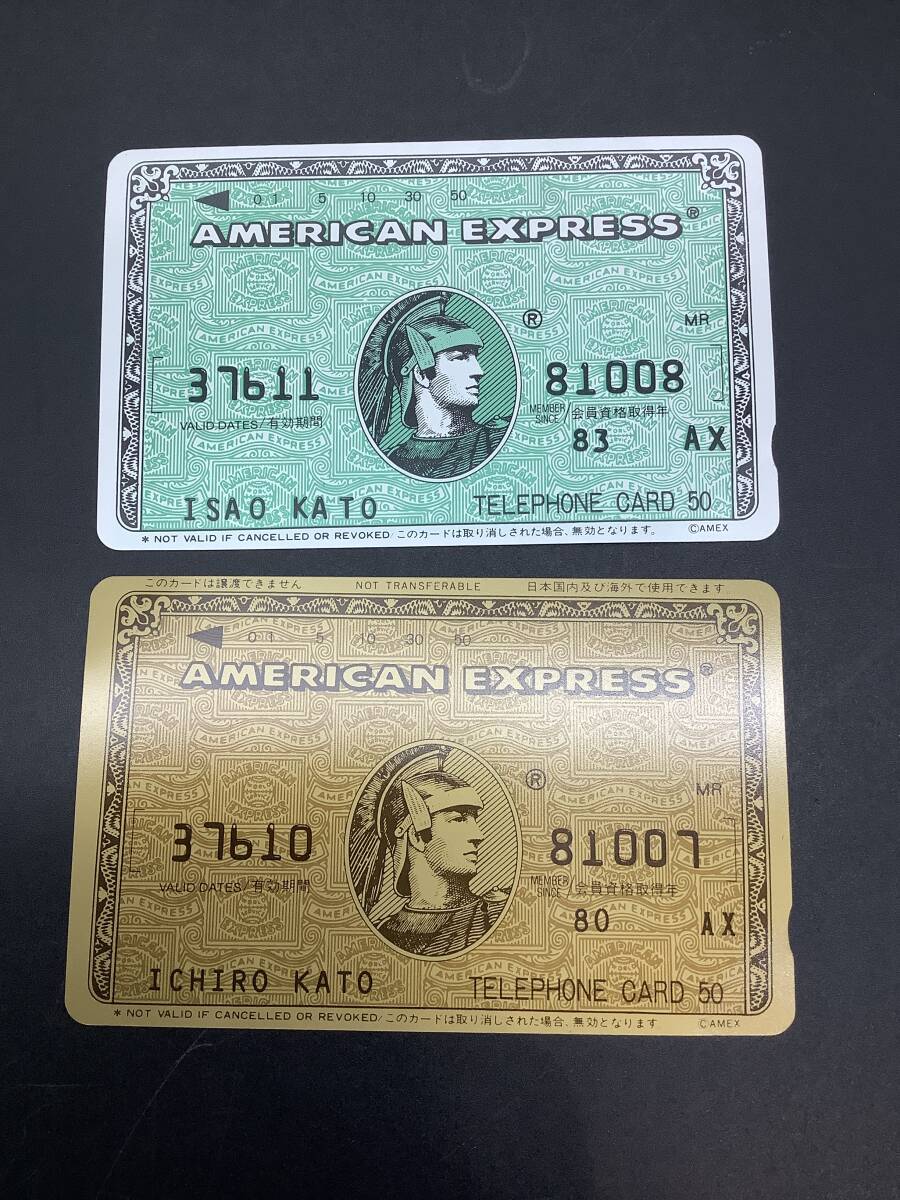 0 1 5 10 30 50
AMERICAN EXPRESS®
® MR
37611 81008
VALID DATES/有効期間 MEMBER SINCE/会員資格取得年
83 AX
ISAO KATO TELEPHONE CARD 50
* NOT VALID IF CANCELLED OR REVOKED/このカードは取り消しされた場合、無効となります。 ©AMEX
このカードは譲渡できません NOT TRANSFERABLE 日本国内及び海外で使用できます。
0 1 5 10 30 50
AMERICAN EXPRESS®
® MR
37610 81007
VALID DATES/有効期間 MEMBER SINCE/会員資格取得年
80 AX
ICHIRO KATO TELEPHONE CARD 50
* NOT VALID IF CANCELLED OR REVOKED/このカードは取り消しされた場合、無効となります。 ©AMEX